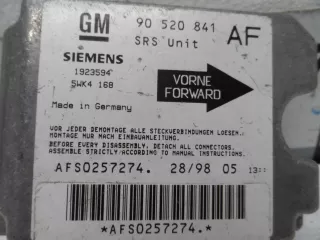 GM 90 520 841 AF
SRS Unit
SIEMENS
1923594
5WK4 168
VORNE
FORWARD
Made in Germany
VOR JEDER DEMONTAGE ALLE STECKVERBINDUNGEN LOESEN.
MONTAGE NUR NACH EINBAUANLEITUNG.
BEFORE EVERY DISASSEMBLY, DETACH ALL CONNECTORS.
ASSEMBLE STRICTLY ACCORDING TO MANUAL INSTRUCTIONS.
AFS0257274. 28/98 05
*AFS0257274.*